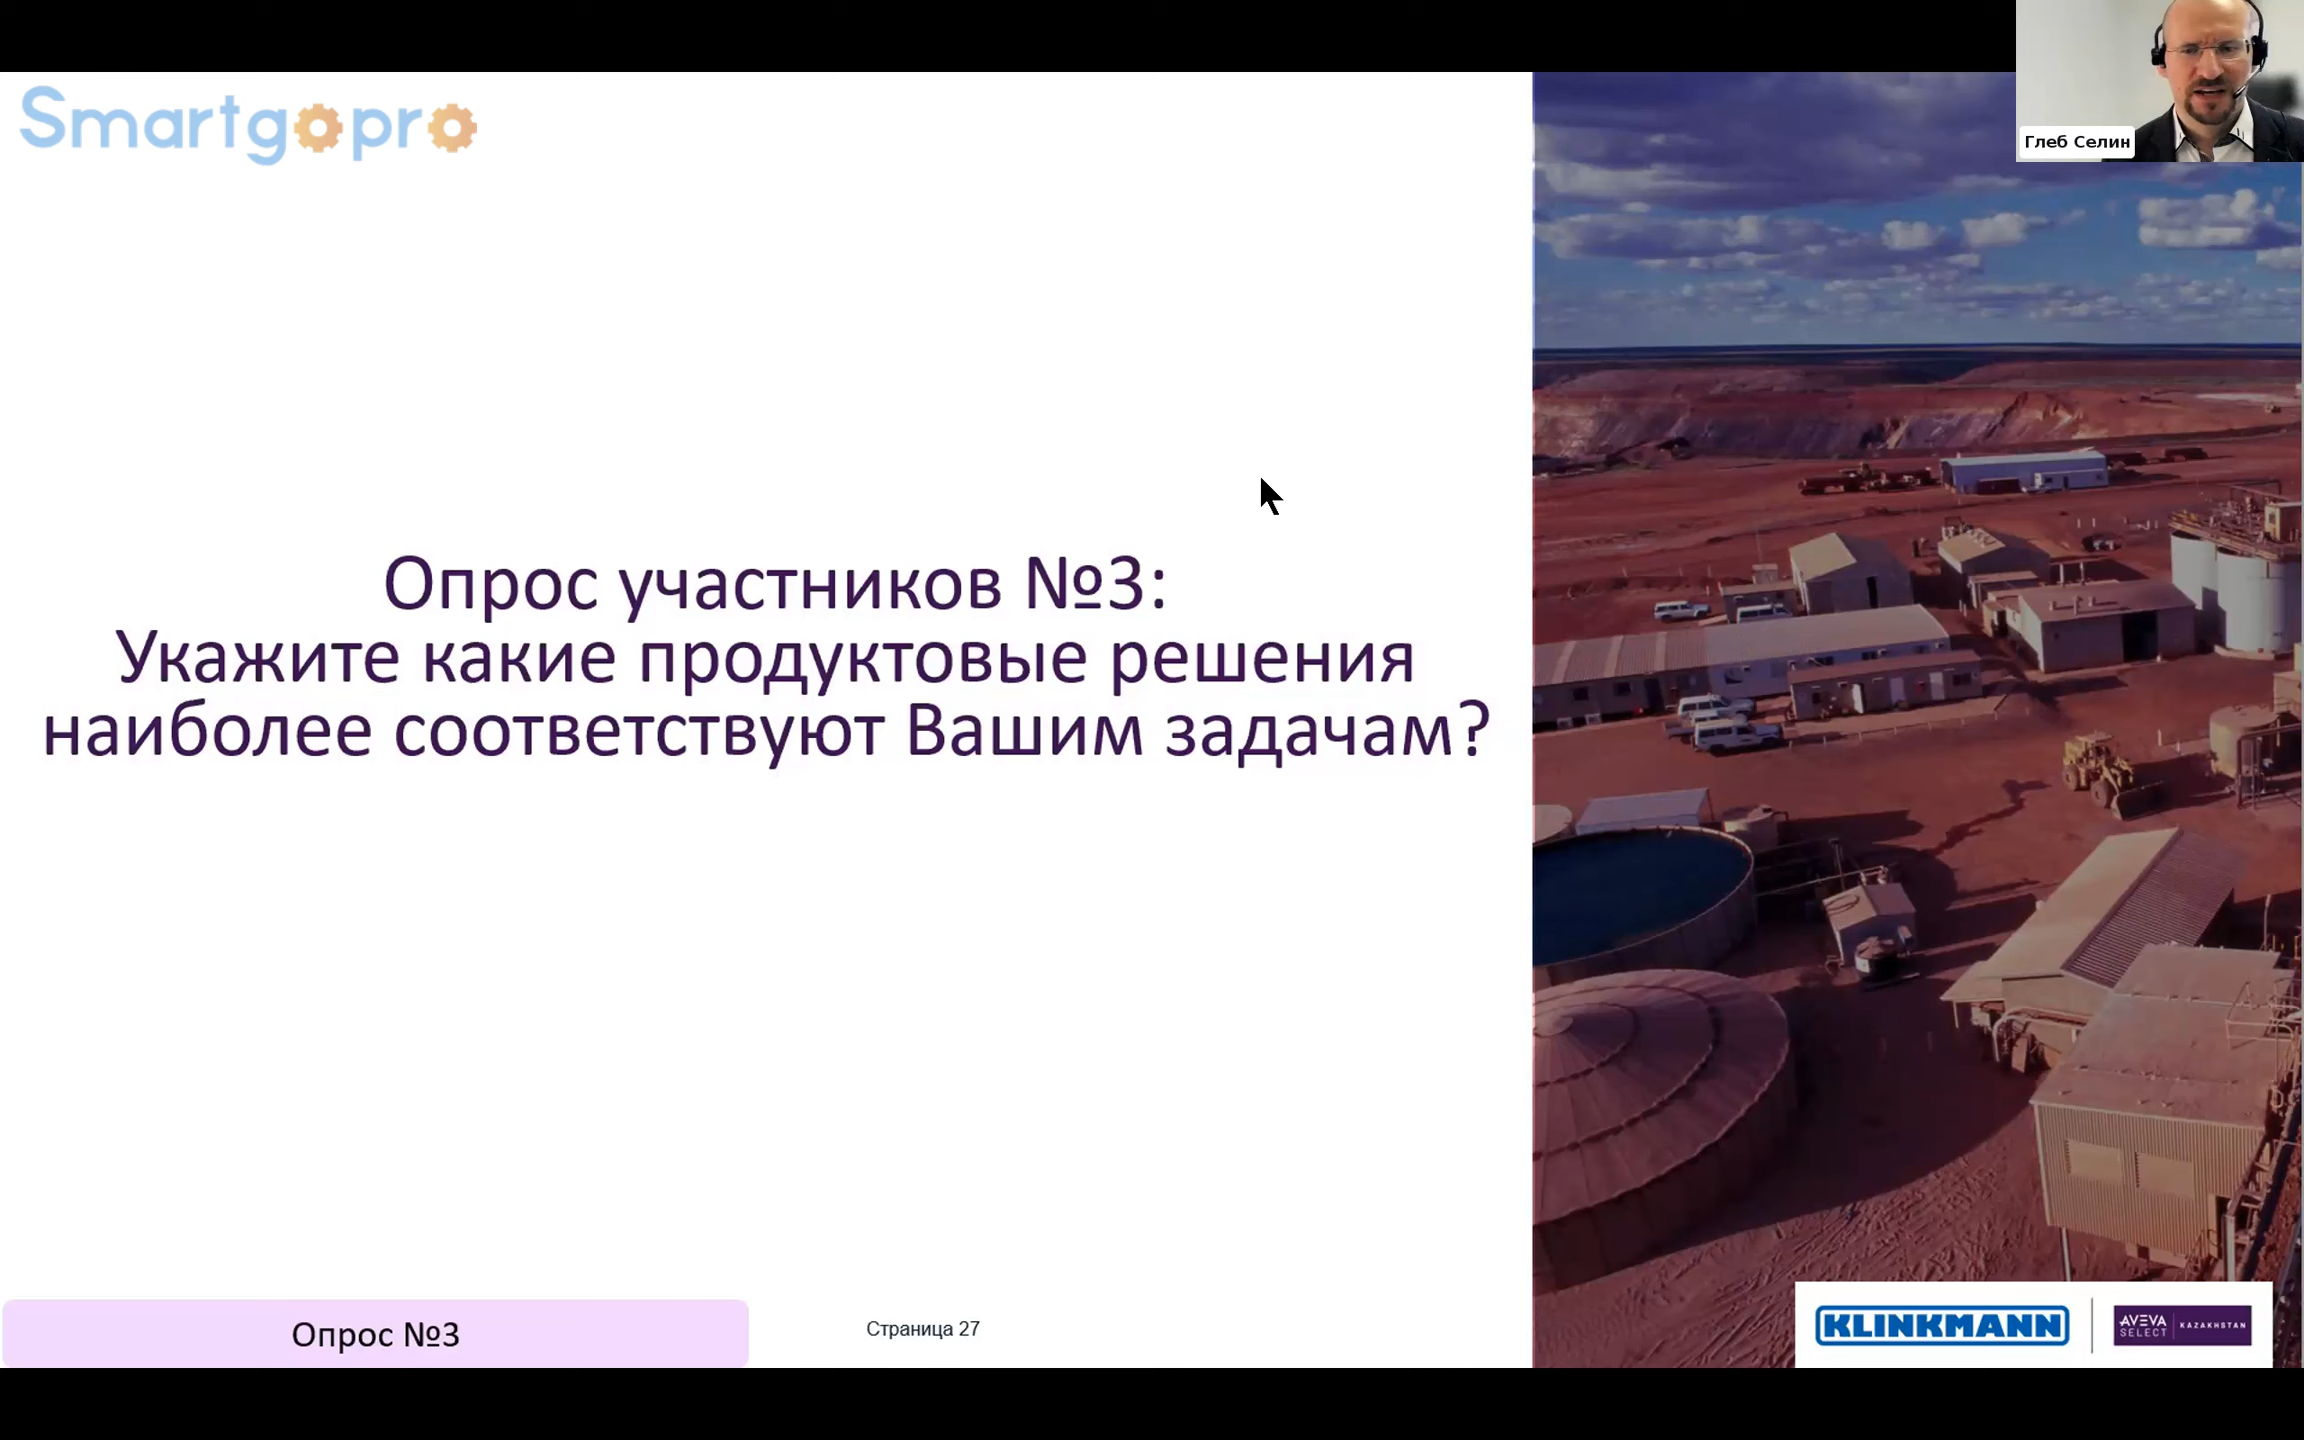 Smartgopro
Глеб Селин
Опрос участников №3:
Укажите какие продуктовые решения
наиболее соответствуют Вашим задачам?
Опрос №3
Страница 27
KLINKMANN
AVEVA
SELECT
KAZAKHSTAN